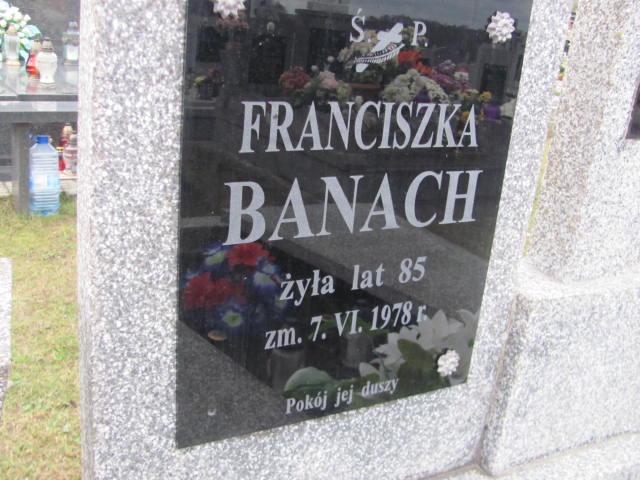 Ś P.
FRANCISZKA
BANACH
żyła lat 85
zm. 7. VI. 1978 r.
Pokój jej duszy